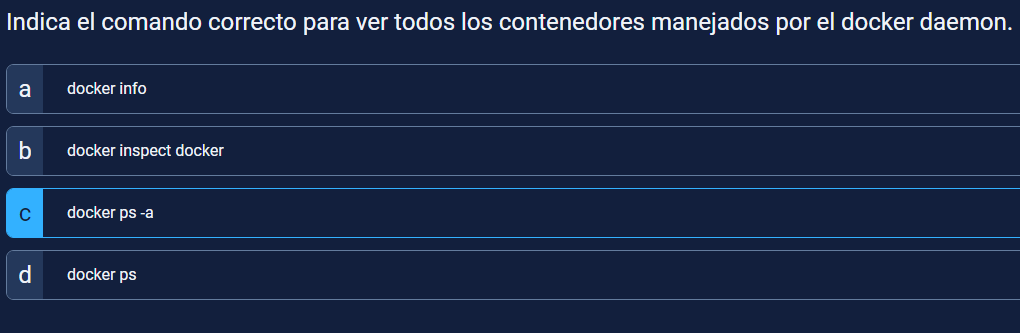 Indica el comando correcto para ver todos los contenedores manejados por el docker daemon.
a docker info
b docker inspect docker
c docker ps -a
d docker ps